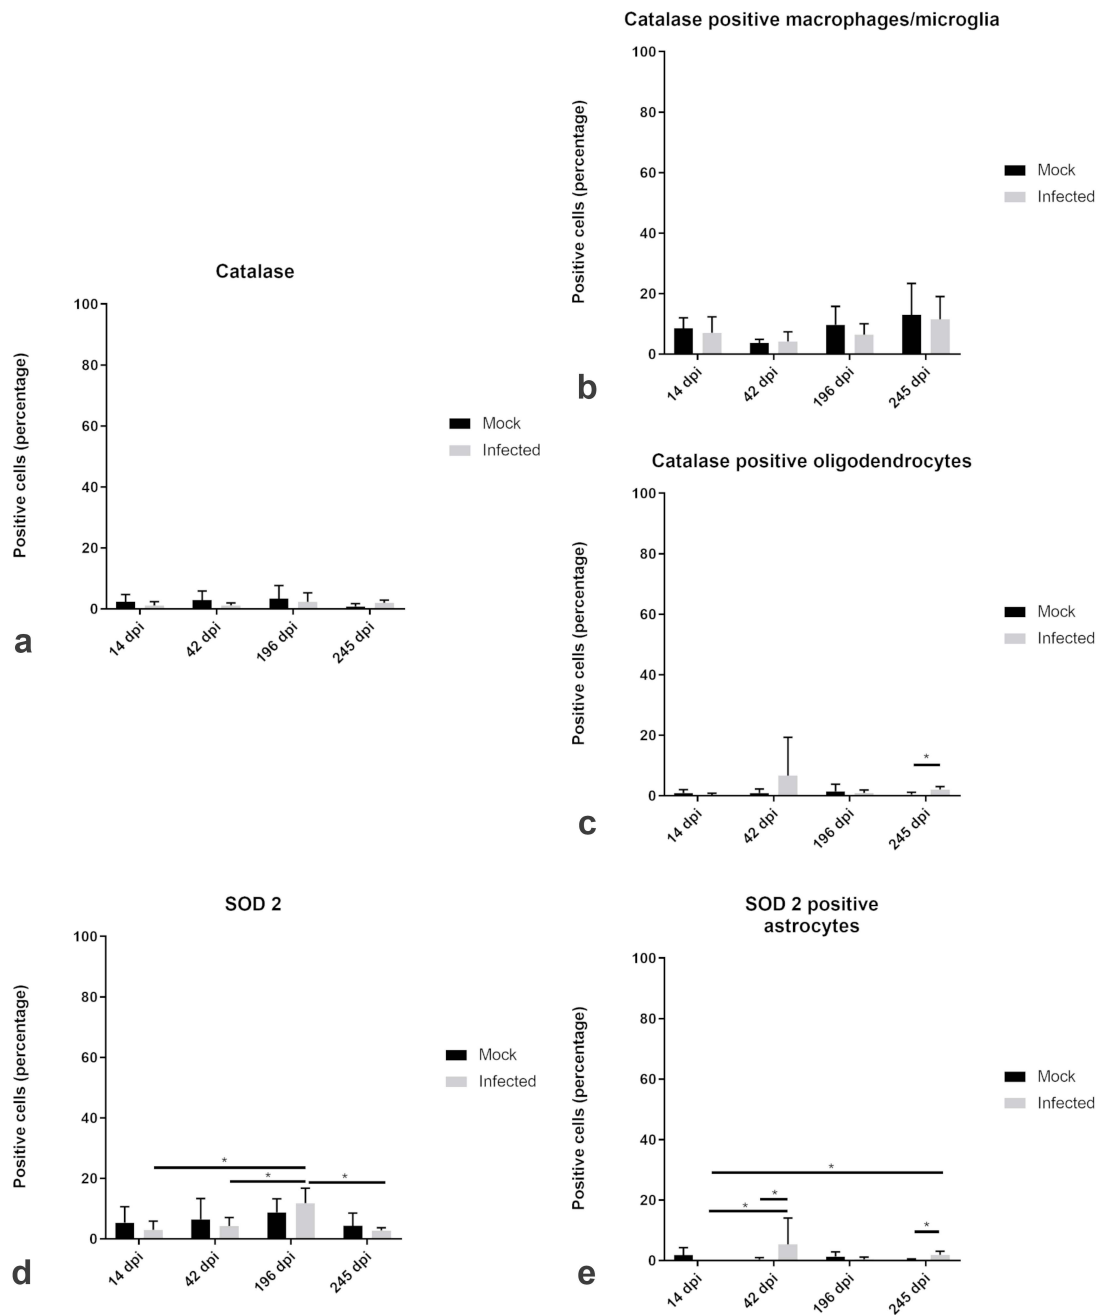 Catalase
Positive cells (percentage)
100
80
60
40
20
0
14 dpi
42 dpi
196 dpi
245 dpi
Mock
Infected
a
Catalase positive macrophages/microglia
Positive cells (percentage)
100
80
60
40
20
0
14 dpi
42 dpi
196 dpi
245 dpi
Mock
Infected
b
Catalase positive oligodendrocytes
Positive cells (percentage)
100
80
60
40
20
0
*
14 dpi
42 dpi
196 dpi
245 dpi
Mock
Infected
c
SOD 2
Positive cells (percentage)
100
80
60
40
20
0
*
*
*
14 dpi
42 dpi
196 dpi
245 dpi
Mock
Infected
d
SOD 2 positive
astrocytes
Positive cells (percentage)
100
80
60
40
20
0
*
*
*
*
14 dpi
42 dpi
196 dpi
245 dpi
Mock
Infected
e